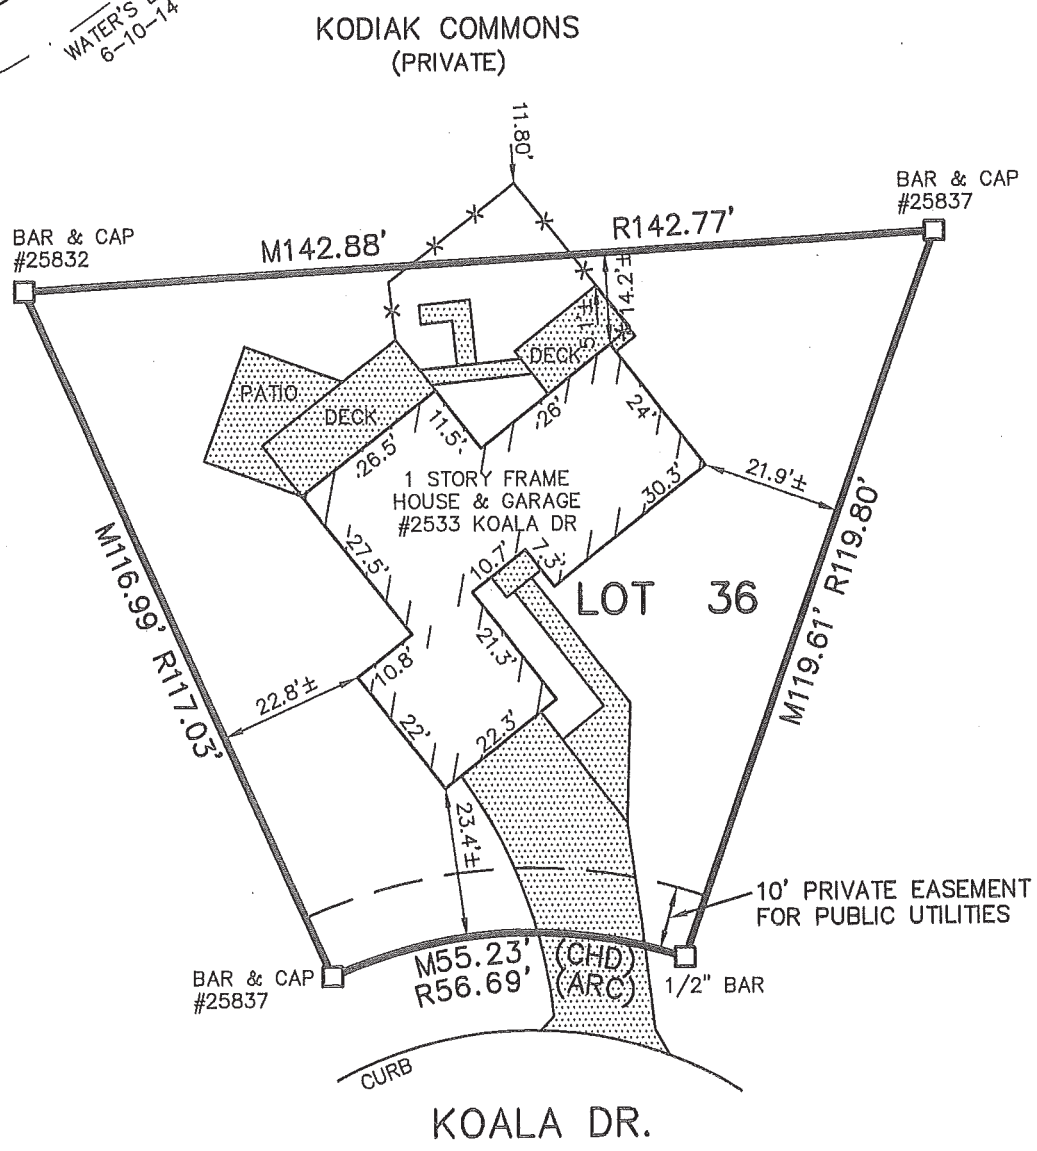 WATER'S
6-10-14
KODIAK COMMONS
(PRIVATE)
11.80'
BAR & CAP
#25837
BAR & CAP
#25832
M142.88'
R142.77'
14.2'±
5.1'±
DECK
PATIO
DECK
26'
24'
11.5'
26.5'
1 STORY FRAME
HOUSE & GARAGE
#2533 KOALA DR
30.3'
21.9'±
M116.99' R117.03'
27.5'
10.7'
7.3'
LOT 36
M119.61' R119.80'
21.3'
10.8'
22.8'±
22'
22.3'
23.4'±
10' PRIVATE EASEMENT
FOR PUBLIC UTILITIES
M55.23' (CHD)
R56.69' (ARC)
BAR & CAP
#25837
1/2" BAR
CURB
KOALA DR.